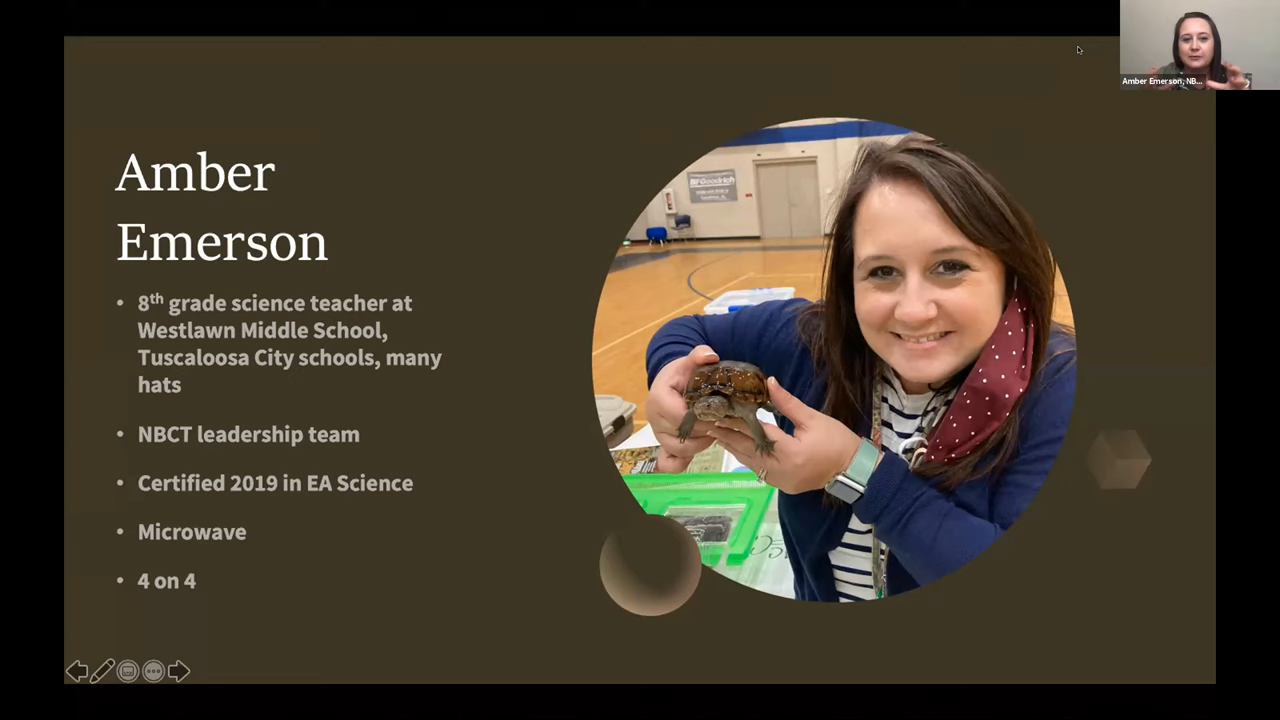 Amber Emerson, NB...
Amber
Emerson
• 8th grade science teacher at
Westlawn Middle School,
Tuscaloosa City schools, many
hats
• NBCT leadership team
• Certified 2019 in EA Science
• Microwave
• 4 on 4
BFGoodrich